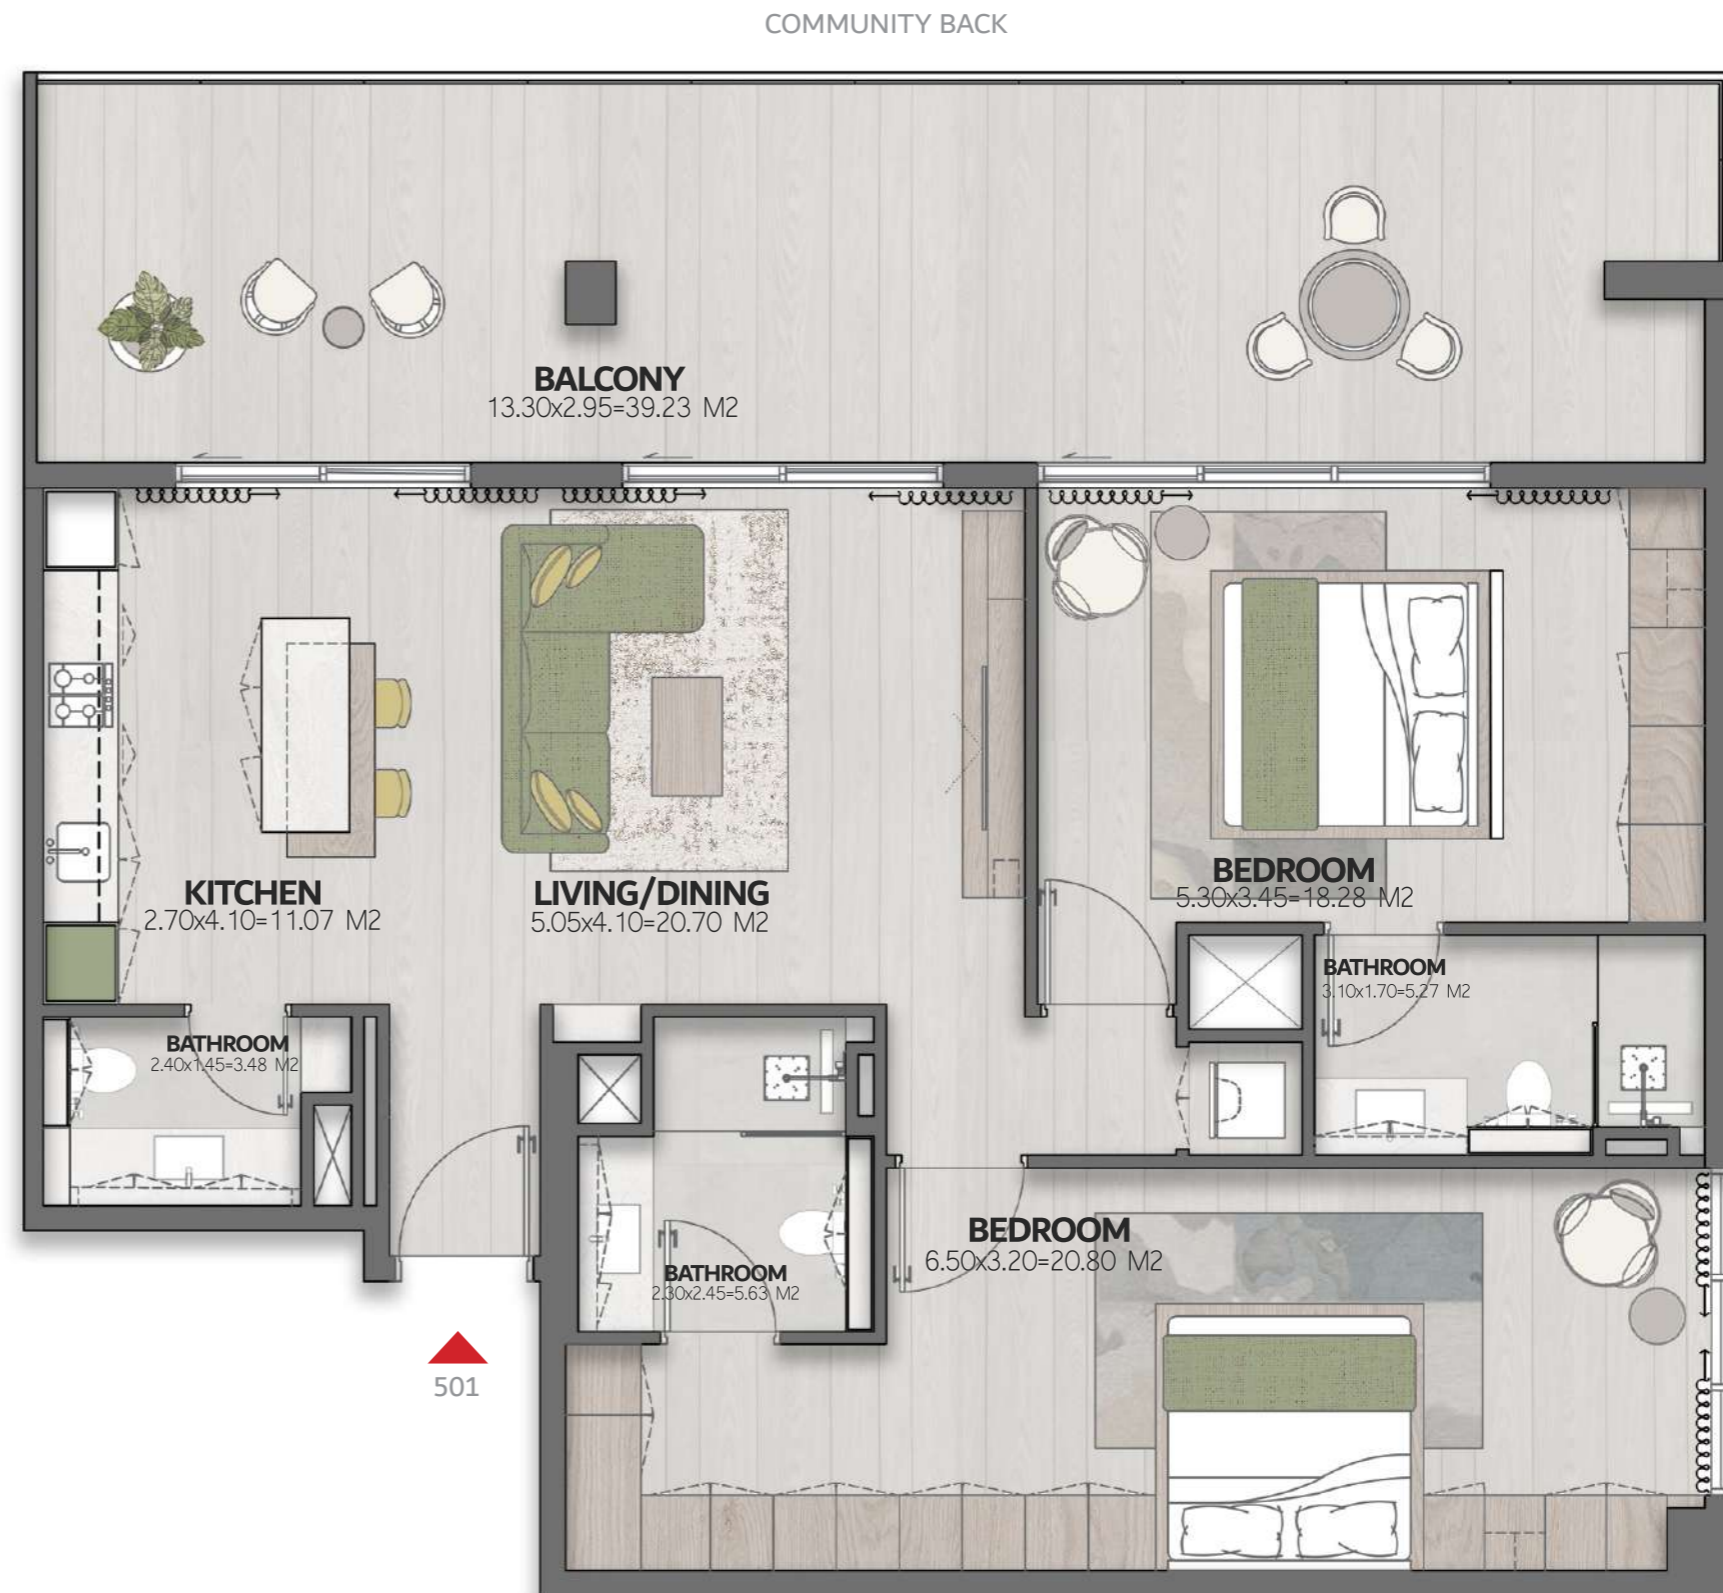 COMMUNITY BACK
BALCONY
13.30x2.95=39.23 M2
KITCHEN
2.70x4.10=11.07 M2
LIVING/DINING
5.05x4.10=20.70 M2
BEDROOM
5.30x3.45=18.28 M2
BATHROOM
3.10x1.70=5.27 M2
BATHROOM
2.40x1.45=3.48 M2
BEDROOM
6.50x3.20=20.80 M2
BATHROOM
2.30x2.45=5.63 M2
501